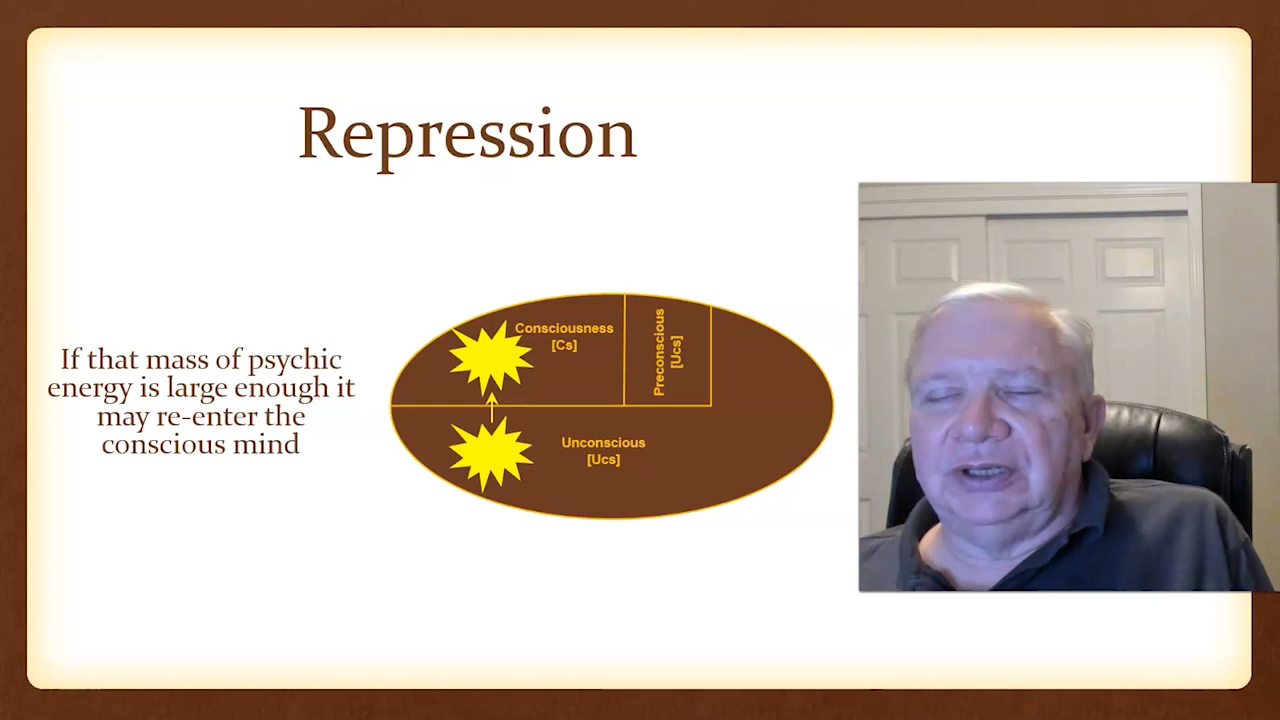 Repression
If that mass of psychic
energy is large enough it
may re-enter the
conscious mind
Consciousness
[Cs]
Preconscious
[Ucs]
Unconscious
[Ucs]